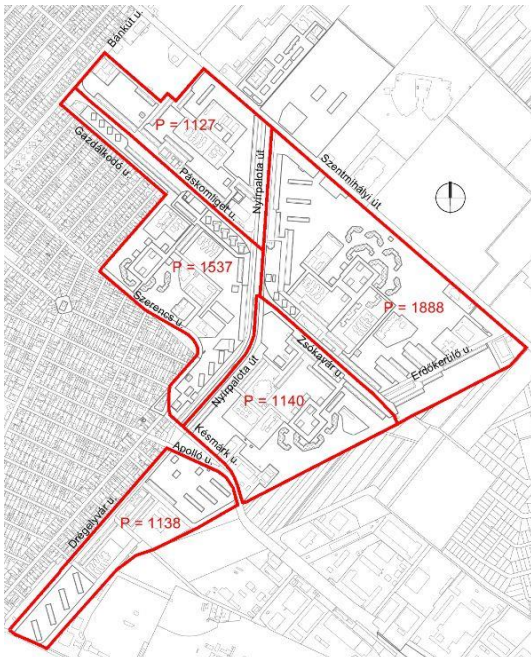 Bánkút u.
P = 1127
Gazdálkodó u.
Páskomliget u.
Nyírpalota út
Szentmihályi út
P = 1537
Szerencs u.
P = 1888
Zsókavár u.
Erdőkerülő u.
Nyírpalota út
P = 1140
Késmárk u.
Apolló u.
P = 1138
Drégelyvár u.